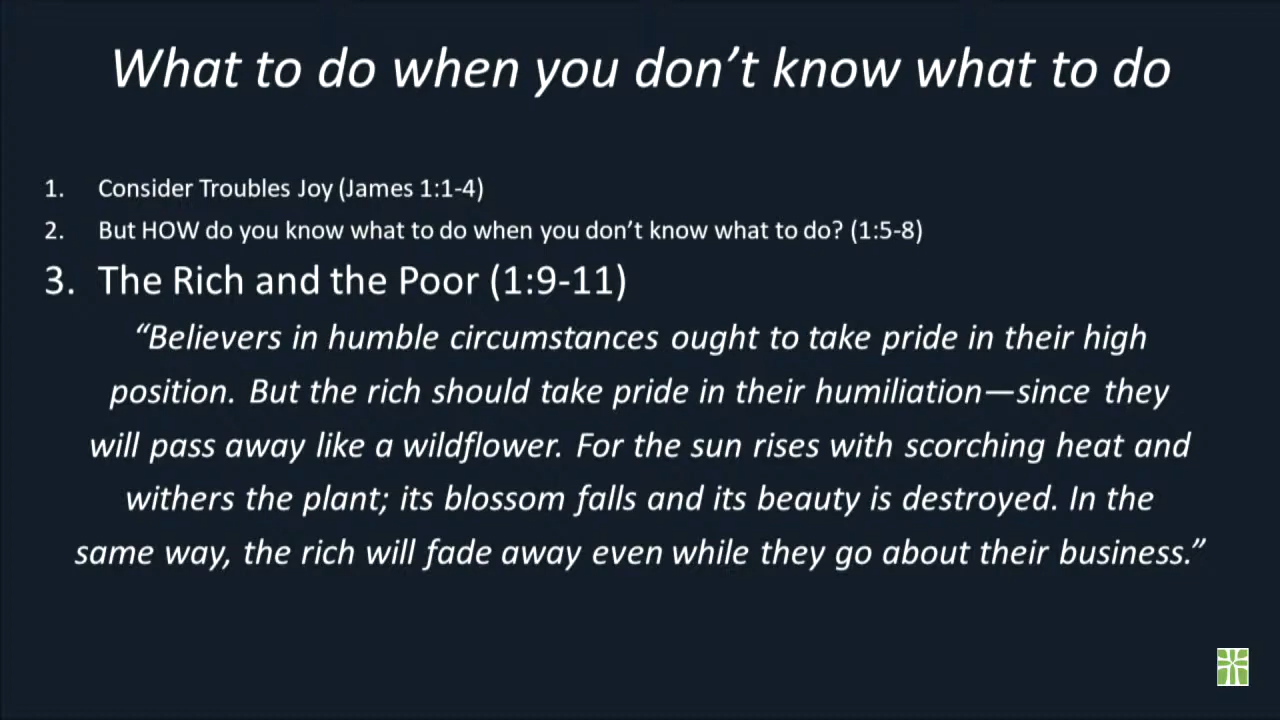 What to do when you don’t know what to do
1. Consider Troubles Joy (James 1:1-4)
2. But HOW do you know what to do when you don’t know what to do? (1:5-8)
3. The Rich and the Poor (1:9-11)
“Believers in humble circumstances ought to take pride in their high
position. But the rich should take pride in their humiliation—since they
will pass away like a wildflower. For the sun rises with scorching heat and
withers the plant; its blossom falls and its beauty is destroyed. In the
same way, the rich will fade away even while they go about their business.”